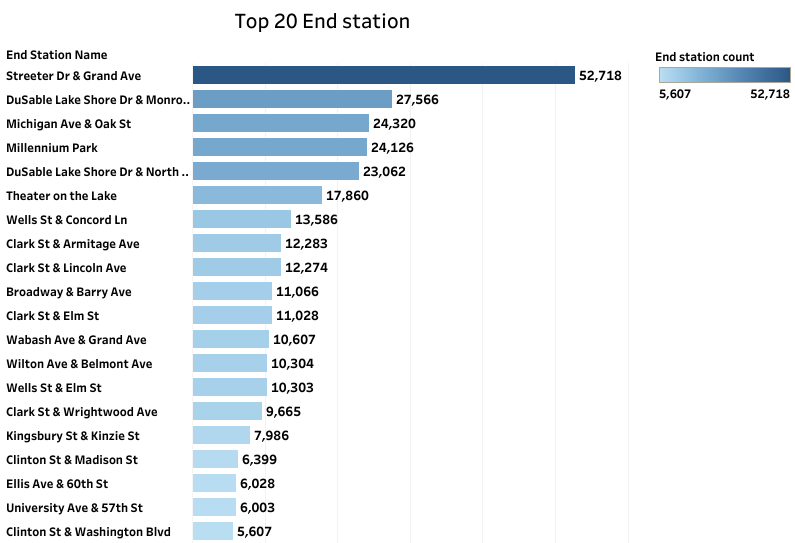 Top 20 End station
End Station Name
End station count
5,607 52,718
Streeter Dr & Grand Ave 52,718
DuSable Lake Shore Dr & Monro.. 27,566
Michigan Ave & Oak St 24,320
Millennium Park 24,126
DuSable Lake Shore Dr & North .. 23,062
Theater on the Lake 17,860
Wells St & Concord Ln 13,586
Clark St & Armitage Ave 12,283
Clark St & Lincoln Ave 12,274
Broadway & Barry Ave 11,066
Clark St & Elm St 11,028
Wabash Ave & Grand Ave 10,607
Wilton Ave & Belmont Ave 10,304
Wells St & Elm St 10,303
Clark St & Wrightwood Ave 9,665
Kingsbury St & Kinzie St 7,986
Clinton St & Madison St 6,399
Ellis Ave & 60th St 6,028
University Ave & 57th St 6,003
Clinton St & Washington Blvd 5,607